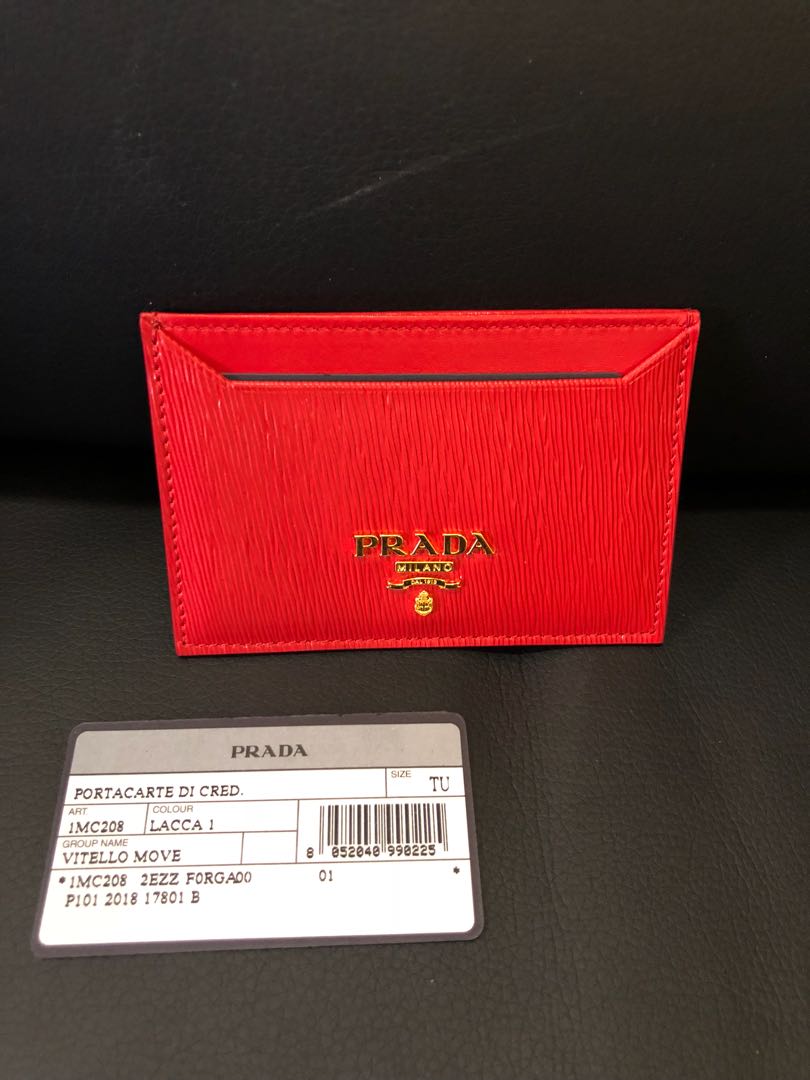 PRADA
MILANO
DAL 1913
PRADA
PORTACARTE DI CRED.
SIZE
TU
ART.
1MC208
COLOUR
LACCA 1
GROUP NAME
VITELLO MOVE
8 052040 990225
*1MC208 2EZZ F0RGA00 01 *
P101 2018 17801 B